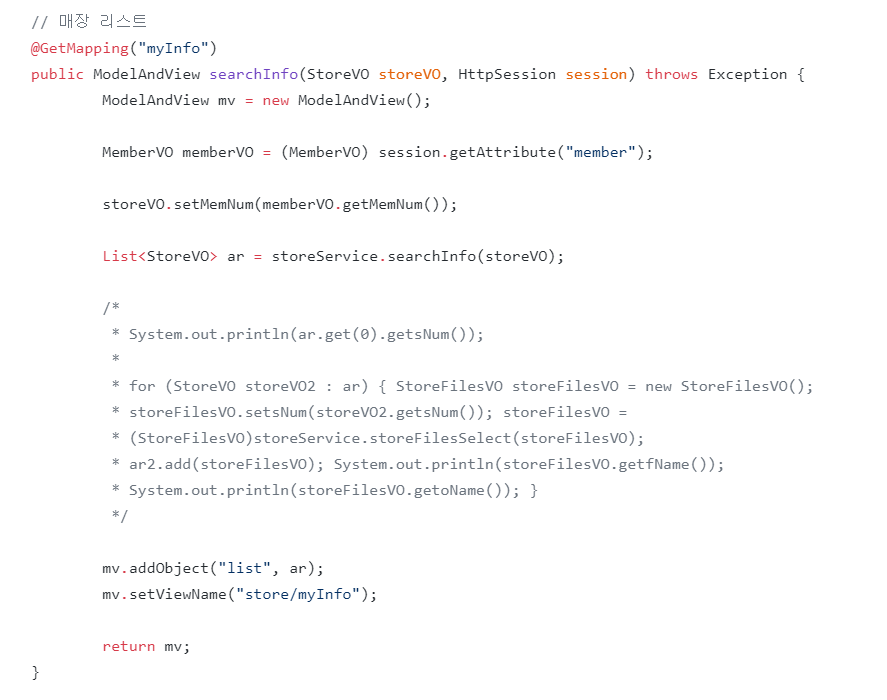 // 매장 리스트
@GetMapping("myInfo")
public ModelAndView searchInfo(StoreVO storeVO, HttpSession session) throws Exception {
ModelAndView mv = new ModelAndView();
MemberVO memberVO = (MemberVO) session.getAttribute("member");
storeVO.setMemNum(memberVO.getMemNum());
List<StoreVO> ar = storeService.searchInfo(storeVO);
/*
* System.out.println(ar.get(0).getsNum());
*
* for (StoreVO storeVO2 : ar) { StoreFilesVO storeFilesVO = new StoreFilesVO();
* storeFilesVO.setsNum(storeVO2.getsNum()); storeFilesVO =
* (StoreFilesVO)storeService.storeFilesSelect(storeFilesVO);
* ar2.add(storeFilesVO); System.out.println(storeFilesVO.getfName());
* System.out.println(storeFilesVO.getoName()); }
*/
mv.addObject("list", ar);
mv.setViewName("store/myInfo");
return mv;
}